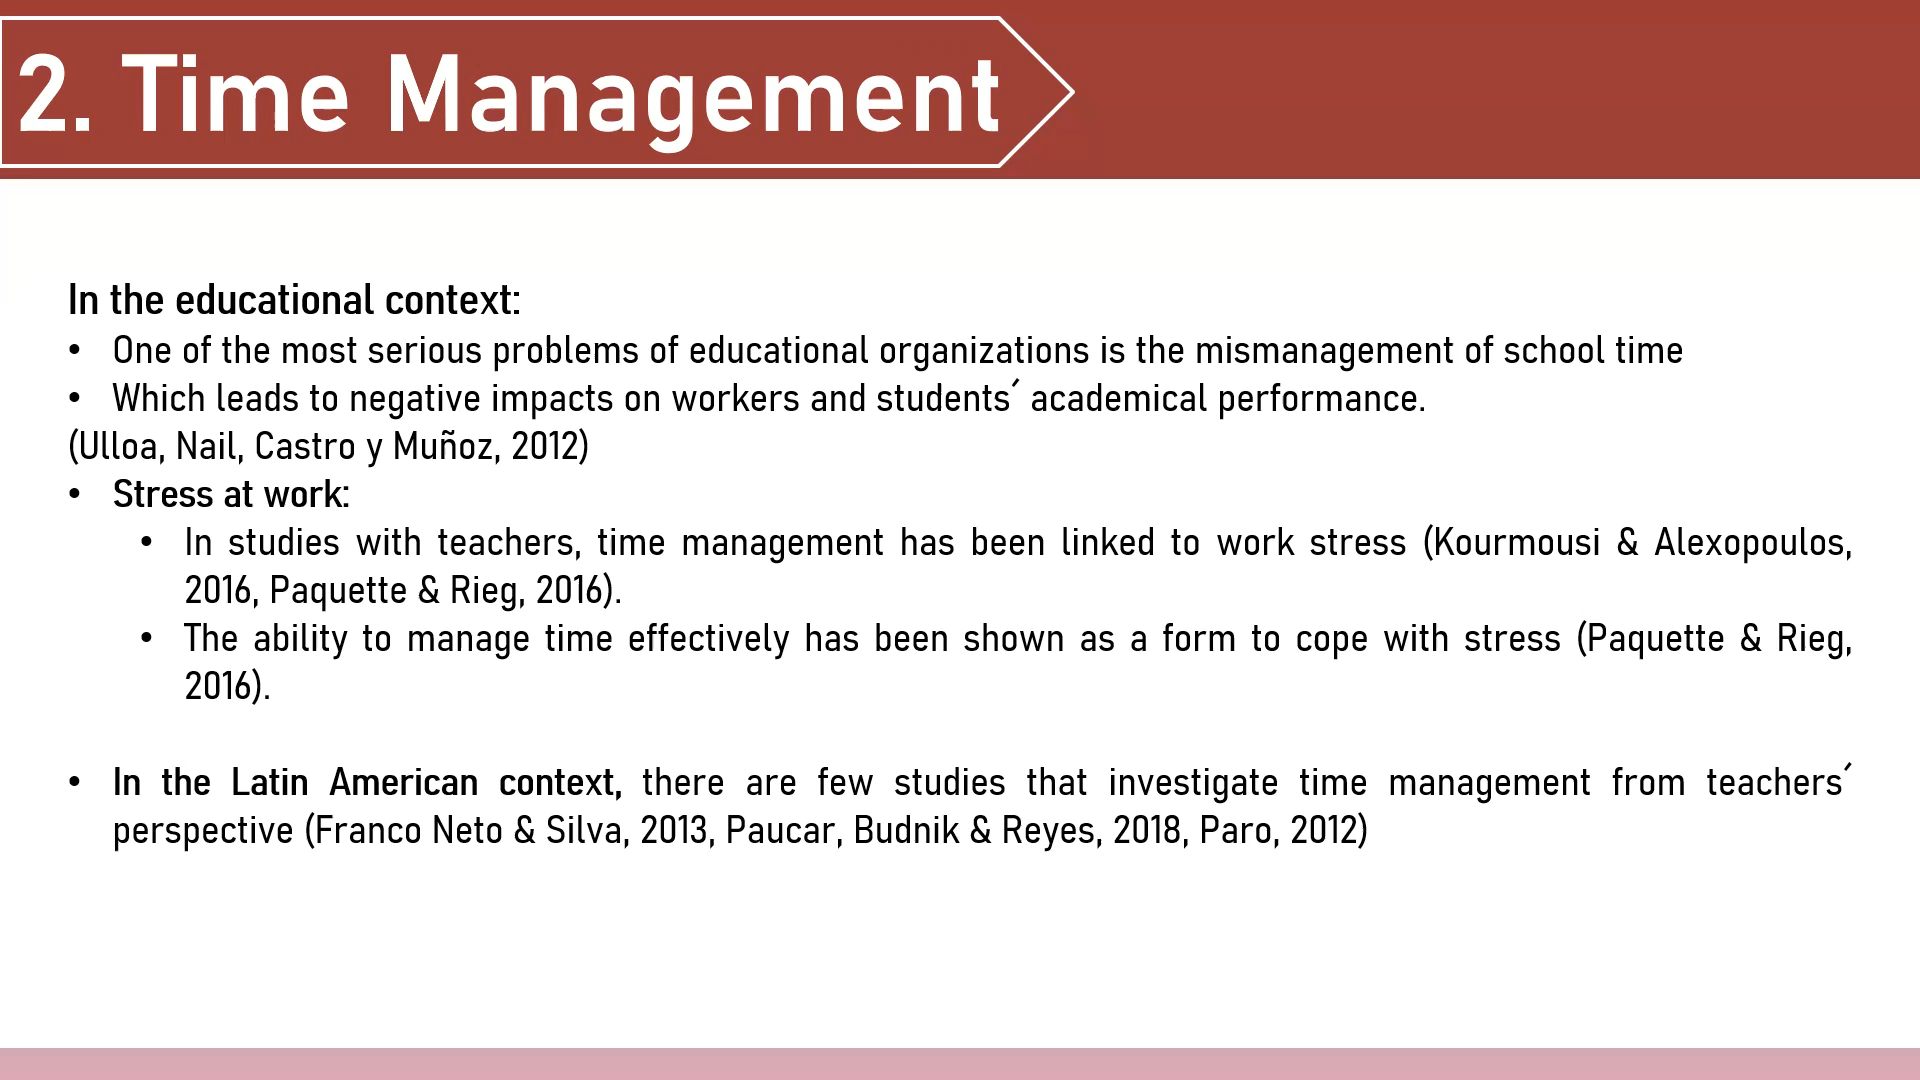 2. Time Management
In the educational context:
• One of the most serious problems of educational organizations is the mismanagement of school time
• Which leads to negative impacts on workers and students´ academical performance.
(Ulloa, Nail, Castro y Muñoz, 2012)
• Stress at work:
• In studies with teachers, time management has been linked to work stress (Kourmousi & Alexopoulos,
2016, Paquette & Rieg, 2016).
• The ability to manage time effectively has been shown as a form to cope with stress (Paquette & Rieg,
2016).
• In the Latin American context, there are few studies that investigate time management from teachers´
perspective (Franco Neto & Silva, 2013, Paucar, Budnik & Reyes, 2018, Paro, 2012)